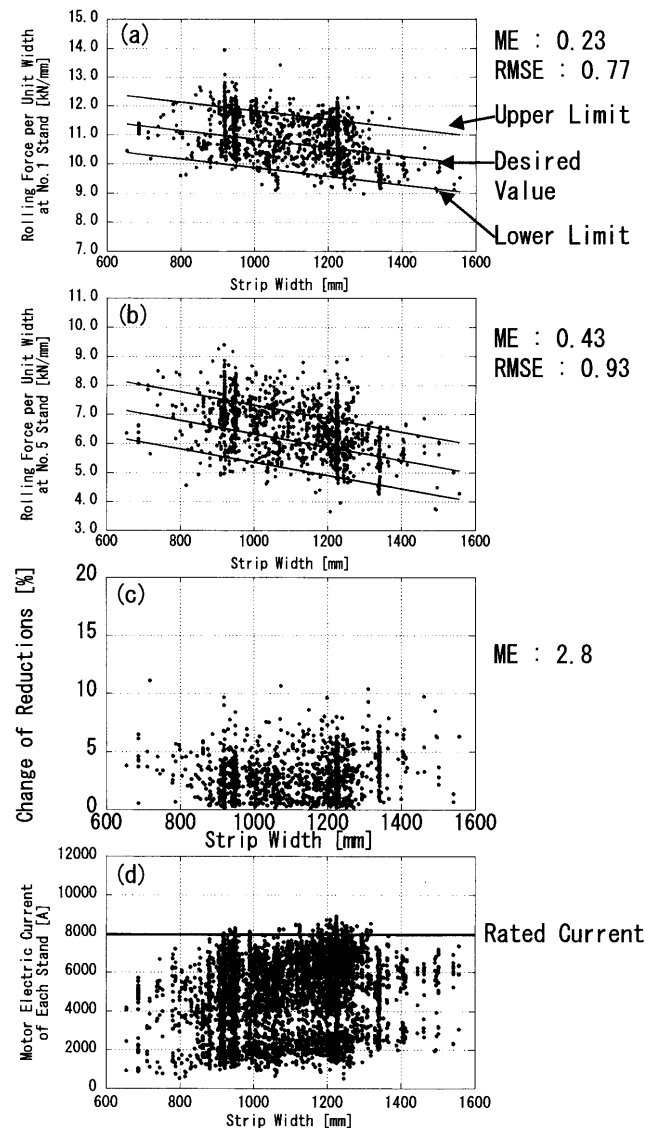 (a)
15.0
14.0
13.0
12.0
11.0
10.0
9.0
8.0
7.0
600 800 1000 1200 1400 1600
Rolling Force per Unit Width
at No.1 Stand [kN/mm]
Strip Width [mm]
ME : 0.23
RMSE : 0.77
Upper Limit
Desired
Value
Lower Limit
(b)
11.0
10.0
9.0
8.0
7.0
6.0
5.0
4.0
3.0
600 800 1000 1200 1400 1600
Rolling Force per Unit Width
at No.5 Stand [kN/mm]
Strip Width [mm]
ME : 0.43
RMSE : 0.93
(c)
20
15
10
5
0
600 800 1000 1200 1400 1600
Change of Reductions [%]
Strip Width [mm]
ME : 2.8
(d)
12000
10000
8000
6000
4000
2000
0
600 800 1000 1200 1400 1600
Motor Electric Current
of Each Stand [A]
Strip Width [mm]
Rated Current